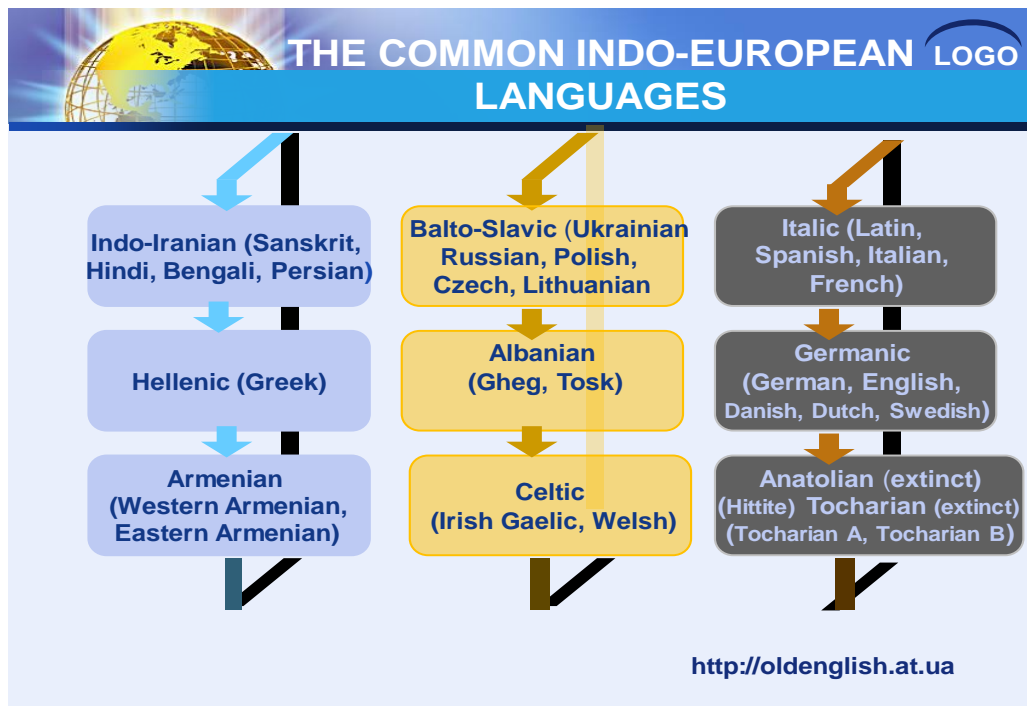 THE COMMON INDO-EUROPEAN
LANGUAGES
LOGO
Indo-Iranian (Sanskrit,
Hindi, Bengali, Persian)
Hellenic (Greek)
Armenian
(Western Armenian,
Eastern Armenian)
Balto-Slavic (Ukrainian
Russian, Polish,
Czech, Lithuanian
Albanian
(Gheg, Tosk)
Celtic
(Irish Gaelic, Welsh)
Italic (Latin,
Spanish, Italian,
French)
Germanic
(German, English,
Danish, Dutch, Swedish)
Anatolian (extinct)
(Hittite) Tocharian (extinct)
(Tocharian A, Tocharian B)
http://oldenglish.at.ua